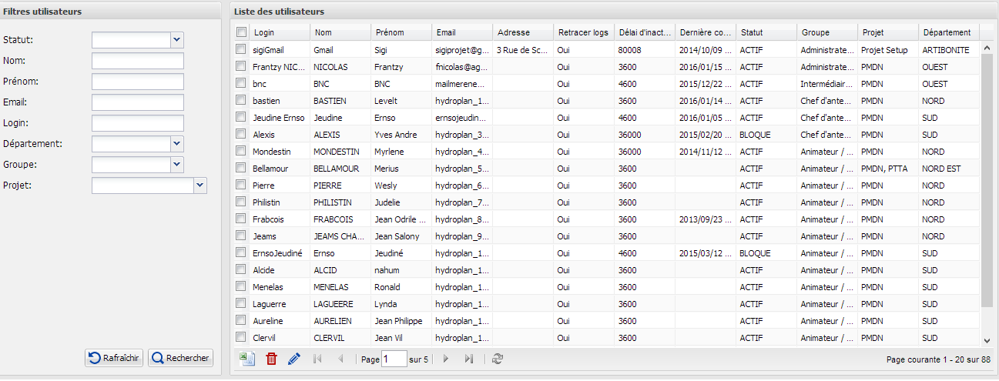 Filtres utilisateurs
Statut:
Nom:
Prénom:
Email:
Login:
Département:
Groupe:
Projet:
Rafraîchir Rechercher
Liste des utilisateurs
Login Nom Prénom Email Adresse Retracer logs Délai d'inact... Dernière co... Statut Groupe Projet Département
sigiGmail Gmail Sigi sigiprojet@g... 3 Rue de Sc... Oui 80008 2014/10/09 ... ACTIF Administrate... Projet Setup ARTIBONITE
Frantzy NIC... NICOLAS Frantzy fnicolas@ag... Oui 3600 2016/01/15 ... ACTIF Administrate... PMDN OUEST
bnc BNC BNC mailmerene... Oui 4600 2015/12/22 ... ACTIF Intermédiair... PMDN OUEST
bastien BASTIEN Levelt hydroplan_1... Oui 3600 2016/01/14 ... ACTIF Chef d'ante... PMDN NORD
Jeudine Ernso Jeudine Ernso ernsojeudin... Oui 4600 2016/01/05 ... ACTIF Chef d'ante... PMDN SUD
Alexis ALEXIS Yves Andre hydroplan_3... Oui 36000 2015/02/20 ... BLOQUE Chef d'ante... PMDN SUD
Mondestin MONDESTIN Myrlene hydroplan_4... Oui 36000 2014/11/12 ... ACTIF Animateur / ... PMDN NORD
Bellamour BELLAMOUR Merius hydroplan_5... Oui 3600 ACTIF Animateur / ... PMDN, PTTA NORD EST
Pierre PIERRE Wesly hydroplan_6... Oui 3600 ACTIF Animateur / ... PMDN NORD
Philistin PHILISTIN Judelie hydroplan_7... Oui 3600 ACTIF Animateur / ... PMDN NORD
Frabcois FRABCOIS Jean Odrile ... hydroplan_8... Oui 3600 2013/09/23 ... ACTIF Animateur / ... PMDN NORD
Jeams JEAMS CHA... Jean Salony hydroplan_9... Oui 3600 ACTIF Animateur / ... PMDN NORD
ErnsoJeudiné Ernso Jeudiné hydroplan_1... Oui 4600 2015/03/12 ... BLOQUE Animateur / ... PMDN SUD
Alcide ALCID nahum hydroplan_1... Oui 3600 ACTIF Animateur / ... PMDN SUD
Menelas MENELAS Ronald hydroplan_1... Oui 3600 ACTIF Animateur / ... PMDN SUD
Laguerre LAGUEERE Lynda hydroplan_1... Oui 3600 ACTIF Animateur / ... PMDN SUD
Aureline AURELIEN Jean Philippe hydroplan_1... Oui 3600 ACTIF Animateur / ... PMDN SUD
Clervil CLERVIL Jean Vil hydroplan_1... Oui 3600 ACTIF Animateur / ... PMDN SUD
Page 1 sur 5 Page courante 1 - 20 sur 88